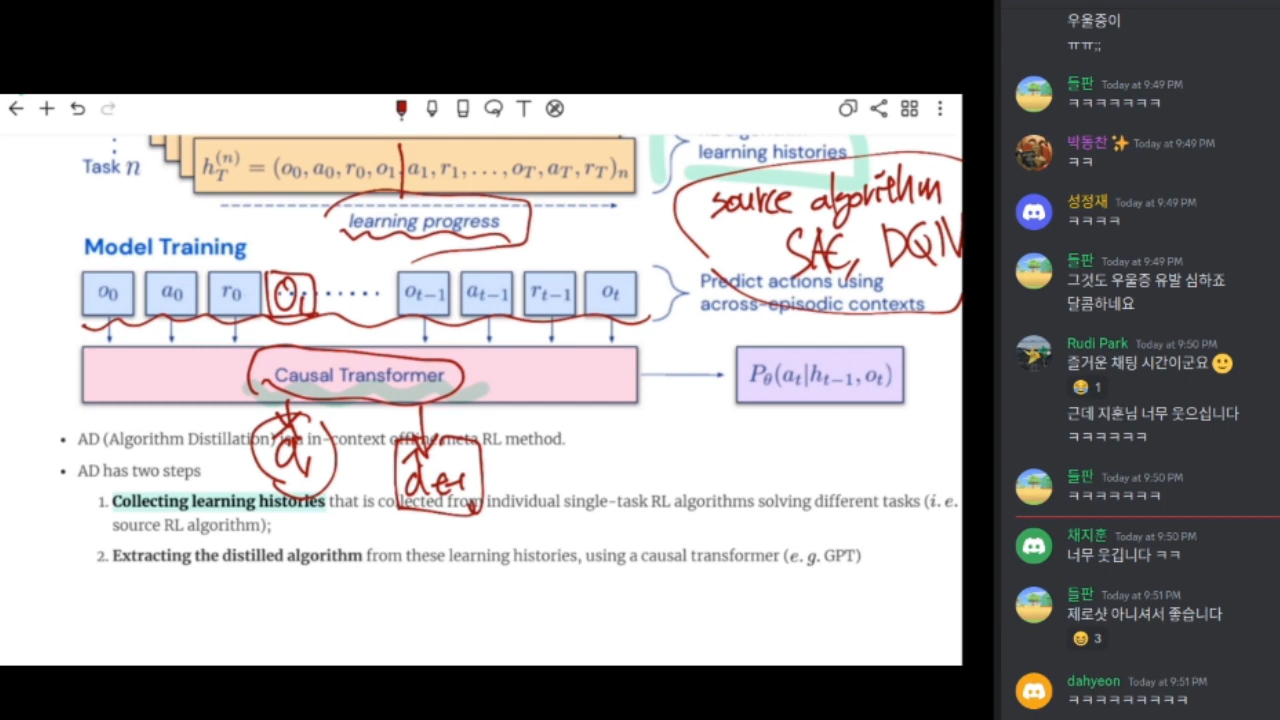 Task n
h_T^{(n)} = (o_0, a_0, r_0, o_1, a_1, r_1, ..., o_T, a_T, r_T)_n
learning histories
learning progress
source algorithm
SAC, DQN
Model Training
o_0 a_0 r_0 o_1 ........ o_{t-1} a_{t-1} r_{t-1} o_t
Predict actions using
across-episodic contexts
Causal Transformer
P_θ(a_t|h_{t-1}, o_t)
• AD (Algorithm Distillation) is a in-context offline meta RL method.
• AD has two steps
1. Collecting learning histories that is collected from individual single-task RL algorithms solving different tasks (i. e.
source RL algorithm);
2. Extracting the distilled algorithm from these learning histories, using a causal transformer (e. g. GPT)
우울증이
ㅠㅠ;;
들판 Today at 9:49 PM
ㅋㅋㅋㅋㅋㅋㅋ
박동찬✨ Today at 9:49 PM
ㅋㅋ
성정재 Today at 9:49 PM
ㅋㅋㅋㅋ
들판 Today at 9:49 PM
그것도 우울증 유발 심하죠
달콤하네요
Rudi Park Today at 9:50 PM
즐거운 채팅 시간이군요 🙂
😂 1
근데 지훈님 너무 웃으십니다
ㅋㅋㅋㅋㅋㅋ
들판 Today at 9:50 PM
ㅋㅋㅋㅋㅋㅋㅋ
채지훈 Today at 9:50 PM
너무 웃깁니다 ㅋㅋ
들판 Today at 9:51 PM
제로샷 아니셔서 좋습니다
😄 3
dahyeon Today at 9:51 PM
ㅋㅋㅋㅋㅋㅋㅋㅋㅋ